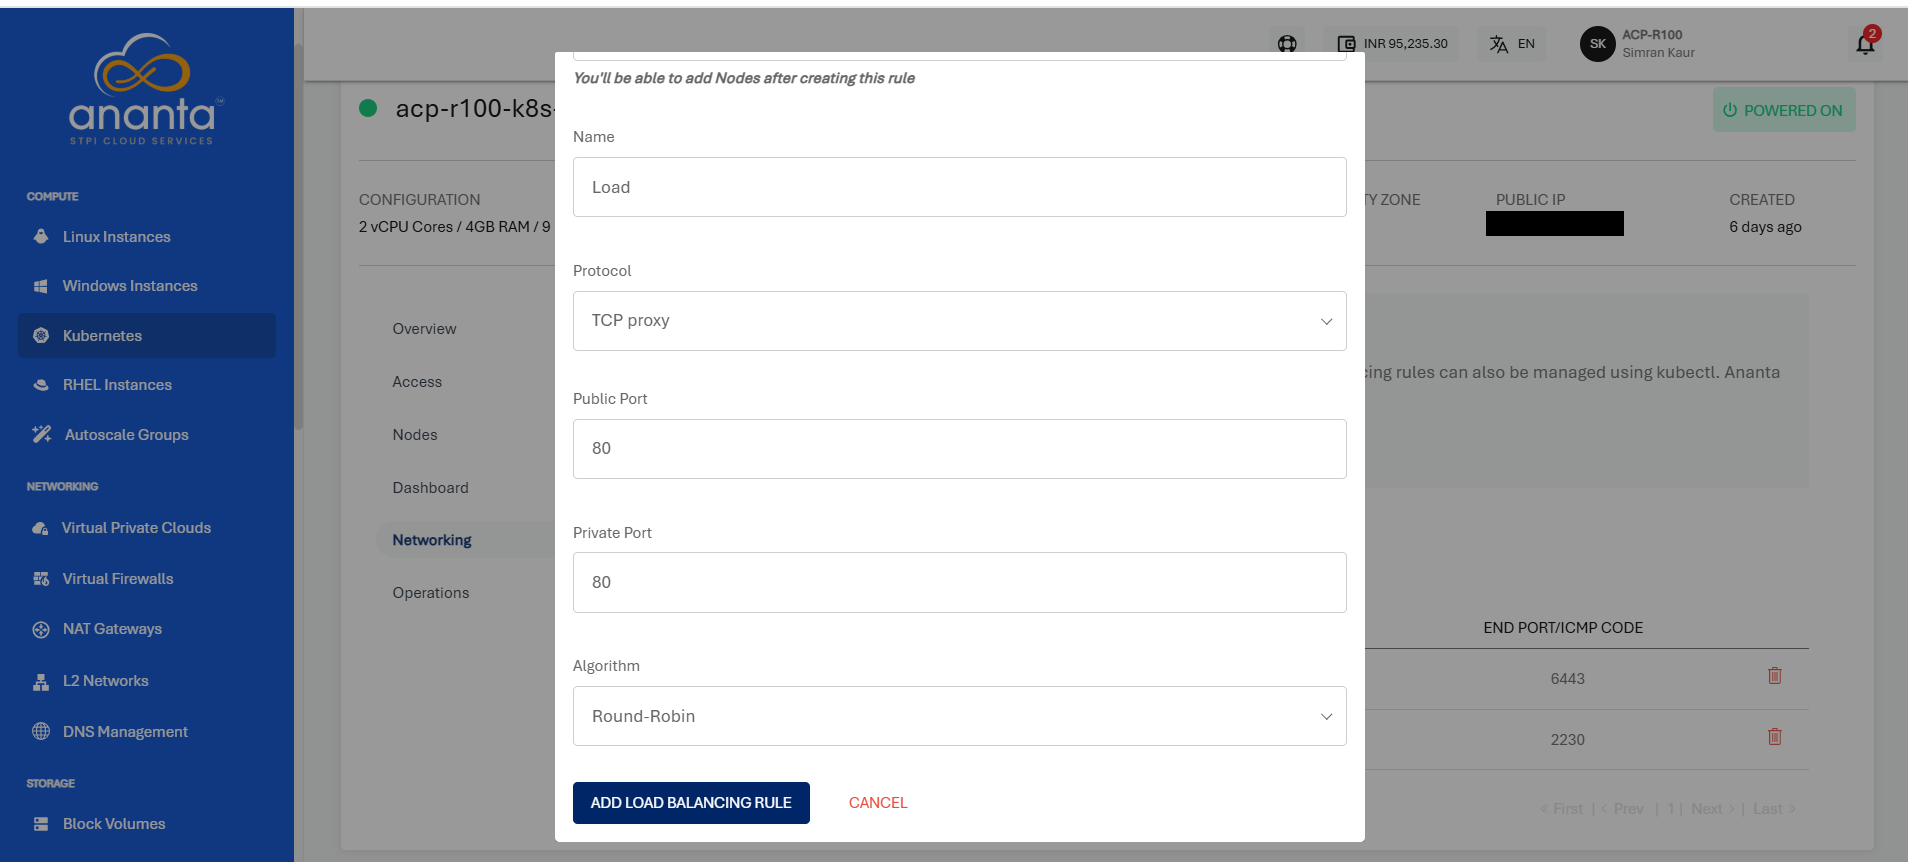 ananta
STPI CLOUD SERVICES
COMPUTE
Linux Instances
Windows Instances
Kubernetes
RHEL Instances
Autoscale Groups
NETWORKING
Virtual Private Clouds
Virtual Firewalls
NAT Gateways
L2 Networks
DNS Management
STORAGE
Block Volumes
INR 95,235.30
EN
SK
ACP-R100
Simran Kaur
2
acp-r100-k8s-
POWERED ON
CONFIGURATION
2 vCPU Cores / 4GB RAM / 9
TY ZONE
PUBLIC IP
CREATED
6 days ago
Overview
Access
Nodes
Dashboard
Networking
Operations
You'll be able to add Nodes after creating this rule
Name
Load
Protocol
TCP proxy
Public Port
80
Private Port
80
Algorithm
Round-Robin
ADD LOAD BALANCING RULE
CANCEL
cing rules can also be managed using kubectl. Ananta
END PORT/ICMP CODE
6443
2230
« First | < Prev | 1 | Next > | Last »